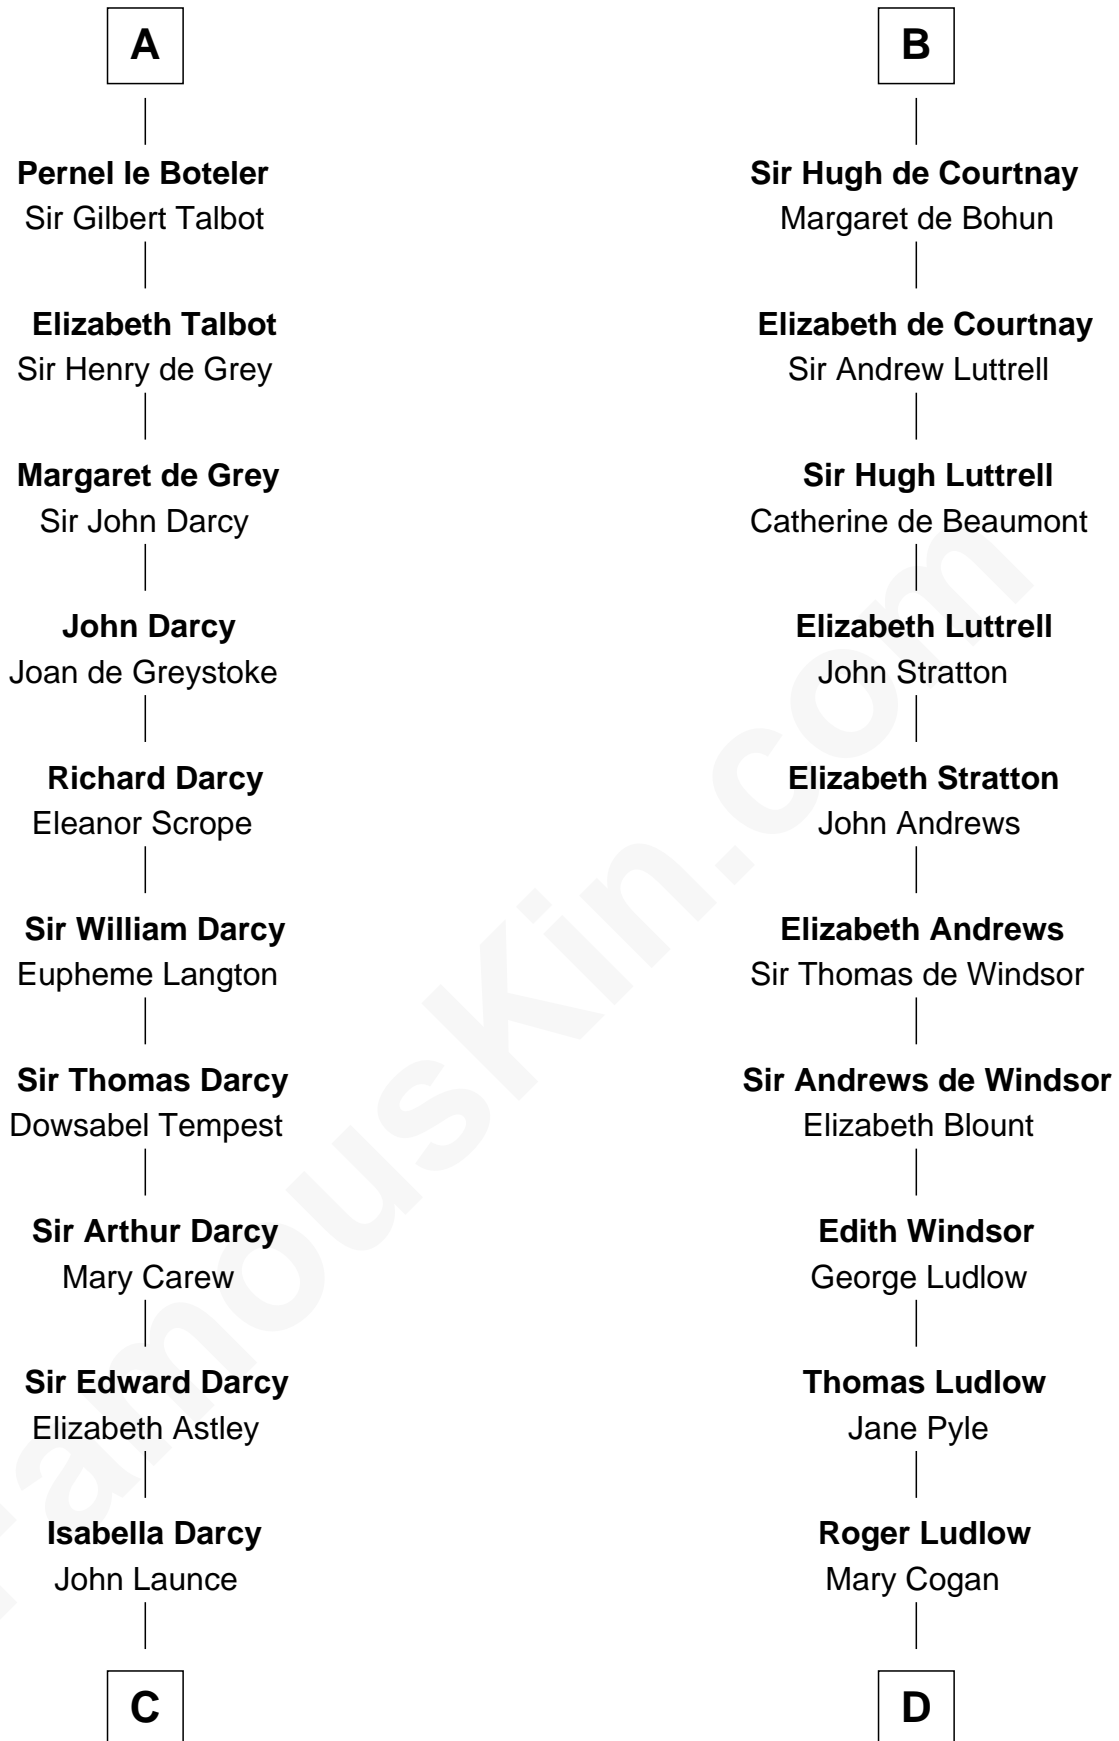 A
Pernel le Boteler
Sir Gilbert Talbot
Elizabeth Talbot
Sir Henry de Grey
Margaret de Grey
Sir John Darcy
John Darcy
Joan de Greystoke
Richard Darcy
Eleanor Scrope
Sir William Darcy
Eupheme Langton
Sir Thomas Darcy
Dowsabel Tempest
Sir Arthur Darcy
Mary Carew
Sir Edward Darcy
Elizabeth Astley
Isabella Darcy
John Launce
C
B
Sir Hugh de Courtnay
Margaret de Bohun
Elizabeth de Courtnay
Sir Andrew Luttrell
Sir Hugh Luttrell
Catherine de Beaumont
Elizabeth Luttrell
John Stratton
Elizabeth Stratton
John Andrews
Elizabeth Andrews
Sir Thomas de Windsor
Sir Andrews de Windsor
Elizabeth Blount
Edith Windsor
George Ludlow
Thomas Ludlow
Jane Pyle
Roger Ludlow
Mary Cogan
D
FamousKin.com